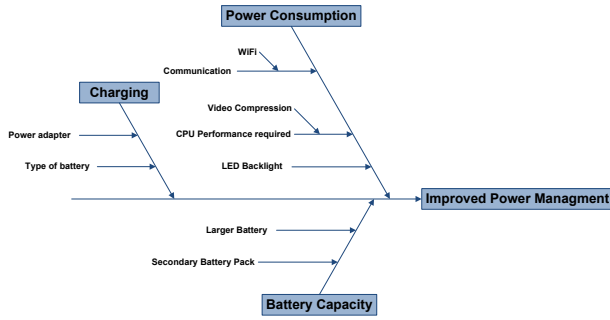 Power Consumption
WiFi
Communication
Charging
Video Compression
Power adapter
CPU Performance required
Type of battery
LED Backlight
Improved Power Managment
Larger Battery
Secondary Battery Pack
Battery Capacity